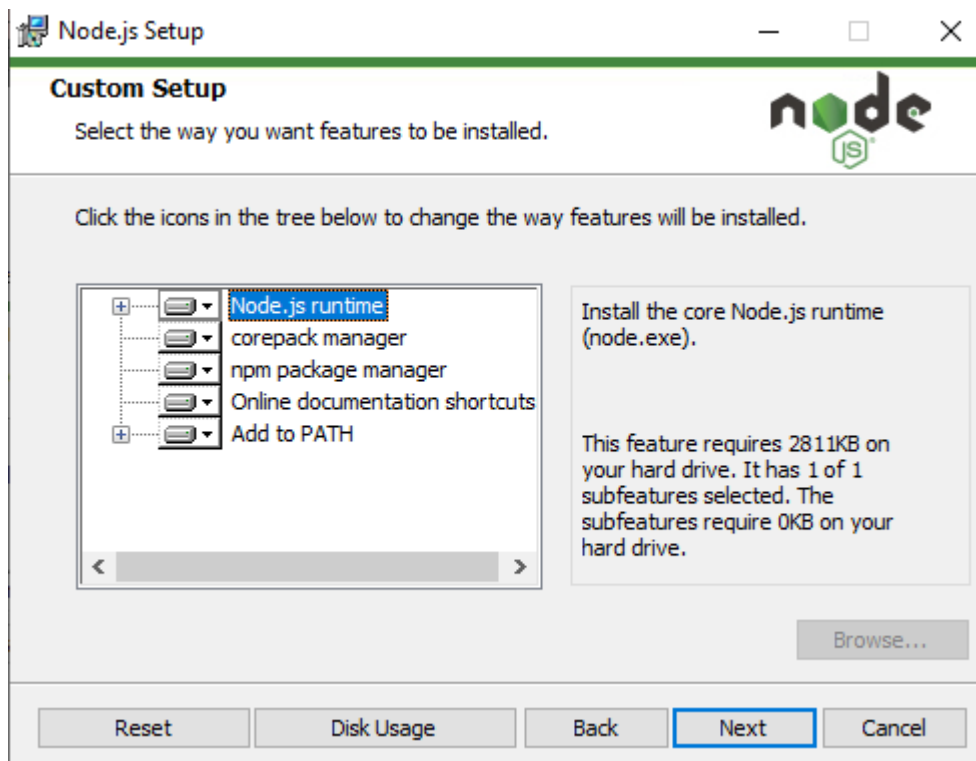 Node.js Setup
Custom Setup
Select the way you want features to be installed.
node
JS
Click the icons in the tree below to change the way features will be installed.
Node.js runtime
corepack manager
npm package manager
Online documentation shortcuts
Add to PATH
Install the core Node.js runtime
(node.exe).
This feature requires 2811KB on
your hard drive. It has 1 of 1
subfeatures selected. The
subfeatures require 0KB on your
hard drive.
Browse...
Reset
Disk Usage
Back
Next
Cancel